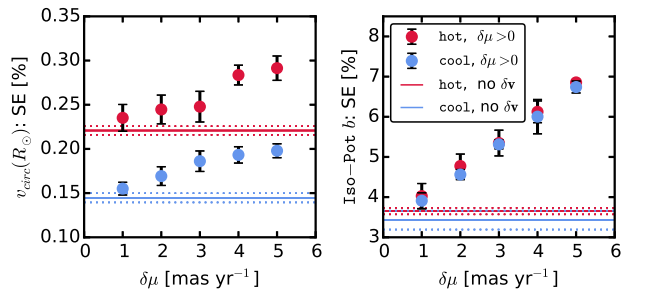 v_circ(R_⊙): SE [%]
0.35
0.30
0.25
0.20
0.15
0.10
0 1 2 3 4 5 6
δμ [mas yr⁻¹]
Iso−Pot b: SE [%]
8
7
6
5
4
3
0 1 2 3 4 5 6
δμ [mas yr⁻¹]
hot, δμ>0
cool, δμ>0
hot, no δv
cool, no δv